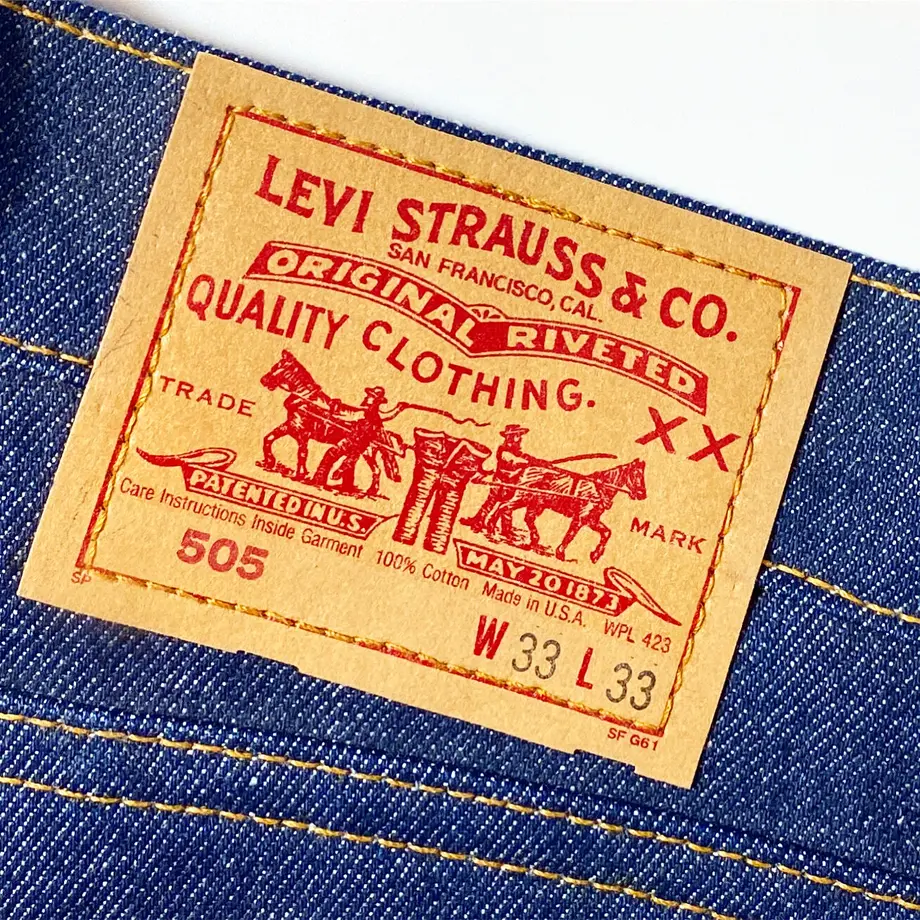 LEVI STRAUSS & CO.
SAN FRANCISCO, CAL.
ORIGINAL RIVETED
QUALITY CLOTHING.
XX
TRADE MARK
PATENTED IN U.S. MAY 20 1873
Care Instructions Inside Garment 100% Cotton Made in U.S.A. WPL 423
505
W 33 L 33
SP
SF G61